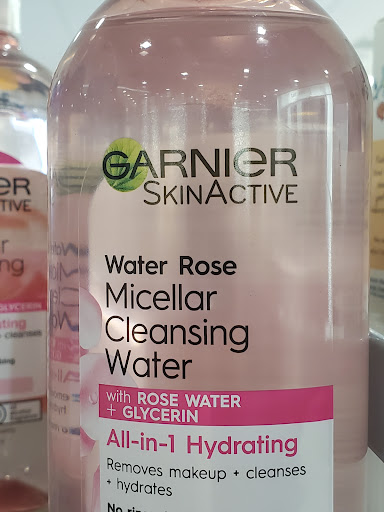 GARNIER
SKINACTIVE
Water Rose
Micellar
Cleansing
Water
with ROSE WATER
+ GLYCERIN
All-in-1 Hydrating
Removes makeup + cleanses
+ hydrates